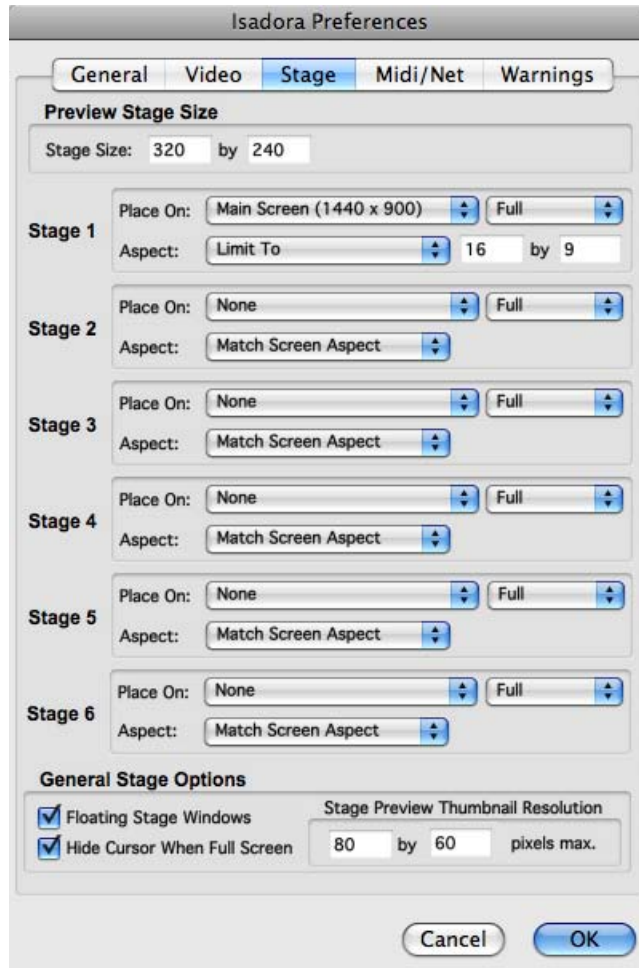 Isadora Preferences
General Video Stage Midi/Net Warnings
Preview Stage Size
Stage Size: 320 by 240
Stage 1
Place On: Main Screen (1440 x 900) Full
Aspect: Limit To 16 by 9
Stage 2
Place On: None Full
Aspect: Match Screen Aspect
Stage 3
Place On: None Full
Aspect: Match Screen Aspect
Stage 4
Place On: None Full
Aspect: Match Screen Aspect
Stage 5
Place On: None Full
Aspect: Match Screen Aspect
Stage 6
Place On: None Full
Aspect: Match Screen Aspect
General Stage Options
Floating Stage Windows
Hide Cursor When Full Screen
Stage Preview Thumbnail Resolution
80 by 60 pixels max.
Cancel OK